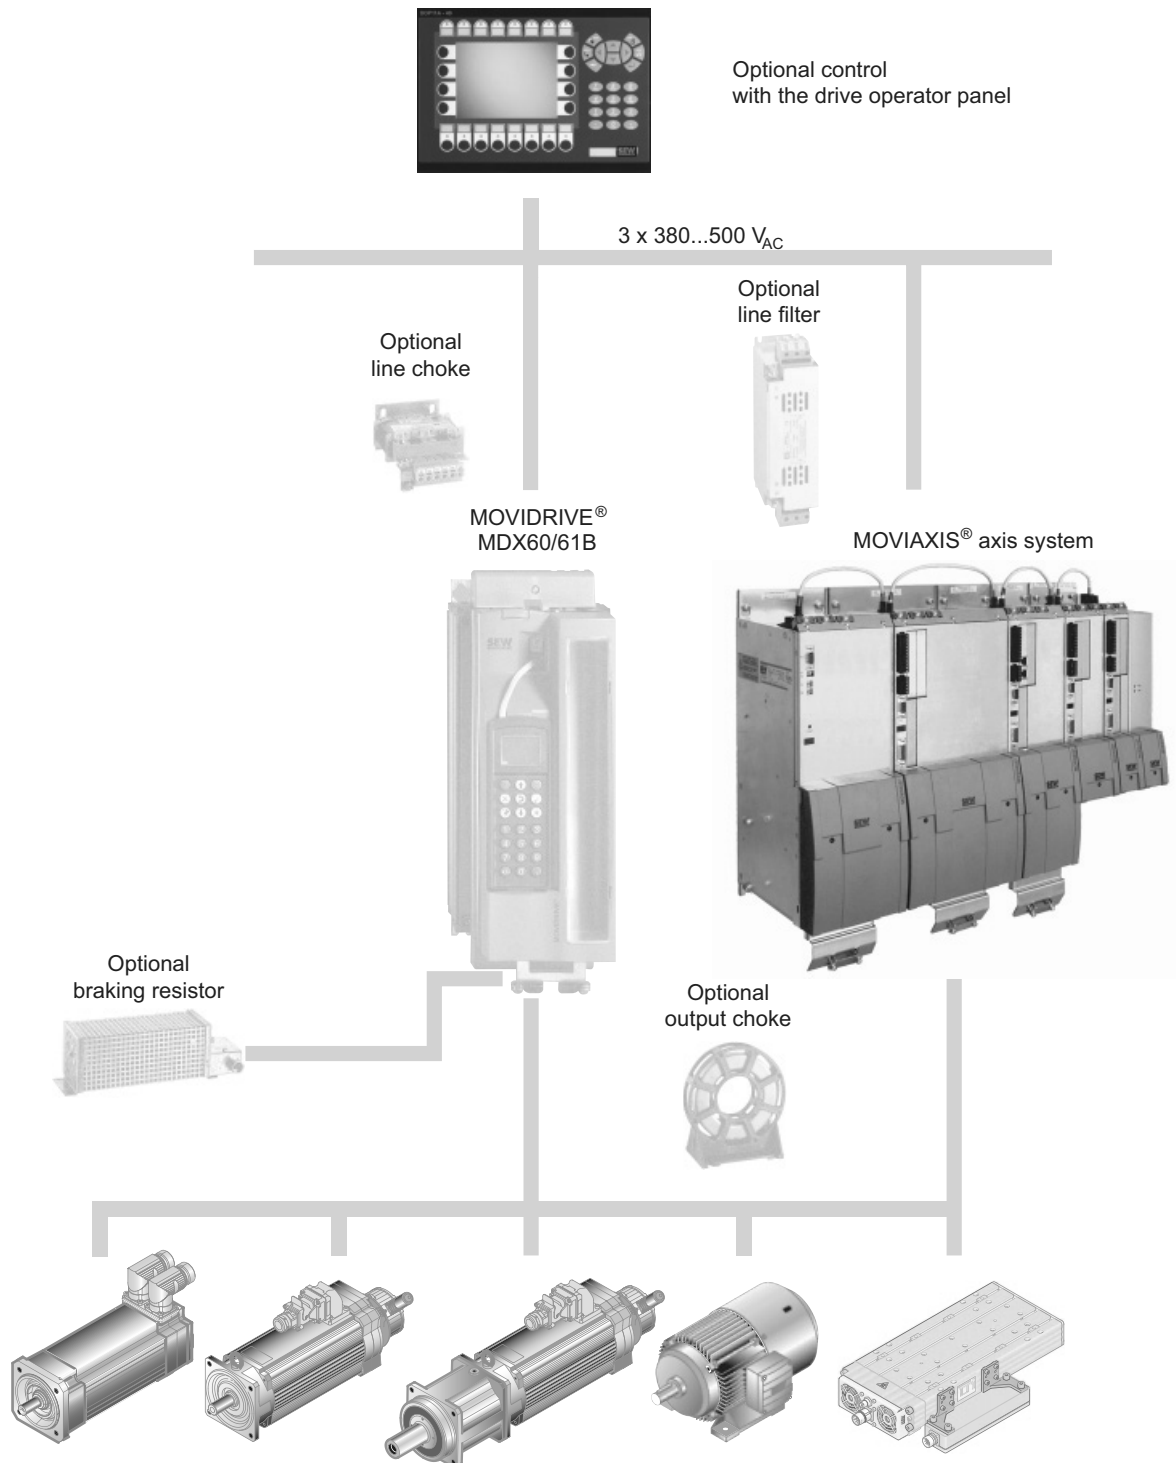 Optional control
with the drive operator panel
3 x 380...500 VAC
Optional
line filter
Optional
line choke
MOVIDRIVE®
MDX60/61B
MOVIAXIS® axis system
SEW
Optional
braking resistor
Optional
output choke